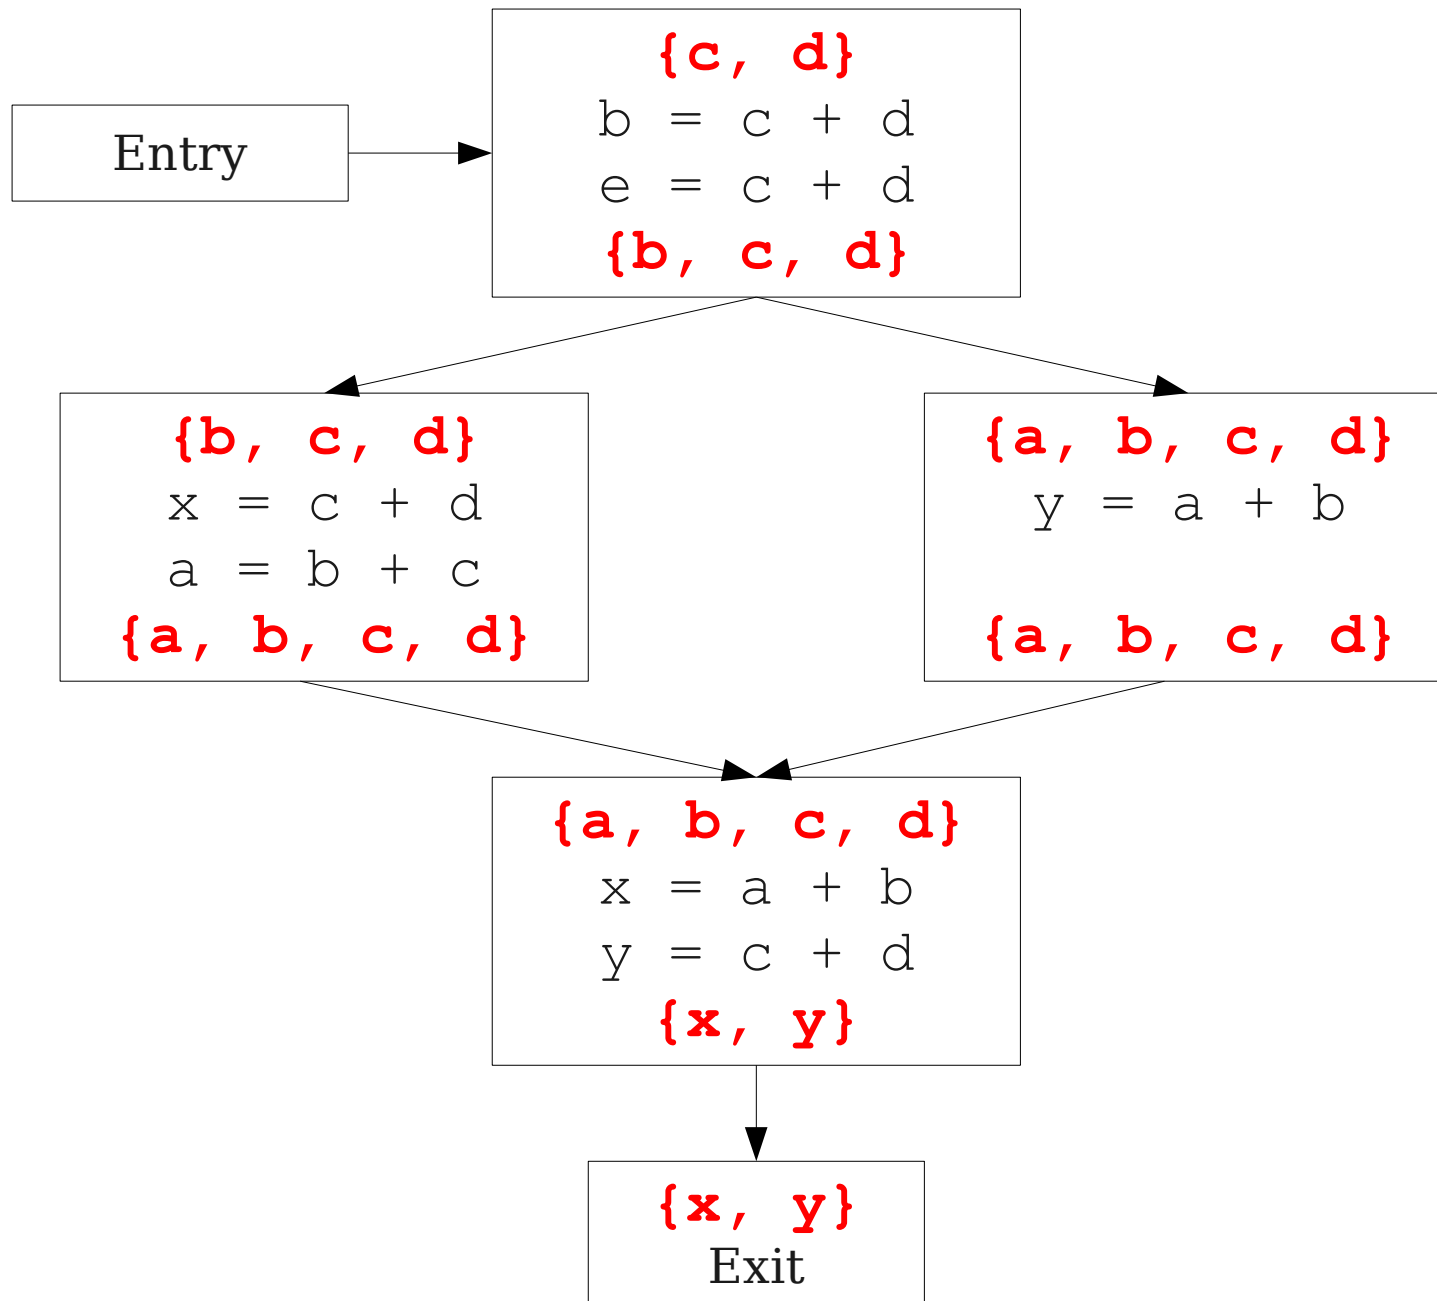 {c, d}
b = c + d
e = c + d
{b, c, d}
Entry
{b, c, d}
x = c + d
a = b + c
{a, b, c, d}
{a, b, c, d}
y = a + b
{a, b, c, d}
{a, b, c, d}
x = a + b
y = c + d
{x, y}
{x, y}
Exit